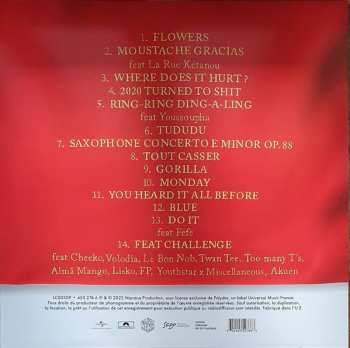 1. FLOWERS
2. MOUSTACHE GRACIAS
feat La Rue Kétanou
3. WHERE DOES IT HURT?
4. 2020 TURNED TO SHIT
5. RING-RING DING-A-LING
feat Youssoupha
6. TUDUDU
7. SAXOPHONE CONCERTO E MINOR OP. 88
8. TOUT CASSER
9. GORILLA
10. MONDAY
11. YOU HEARD IT ALL BEFORE
12. BLUE
13. DO IT
feat Féfé
14. FEAT CHALLENGE
feat Cheeko, Volodia, Le Bon Nob, Twan Tee, Too many T's,
Alma Mango, Lisko, FP, Youthstar x Miscellaneous, Akuen